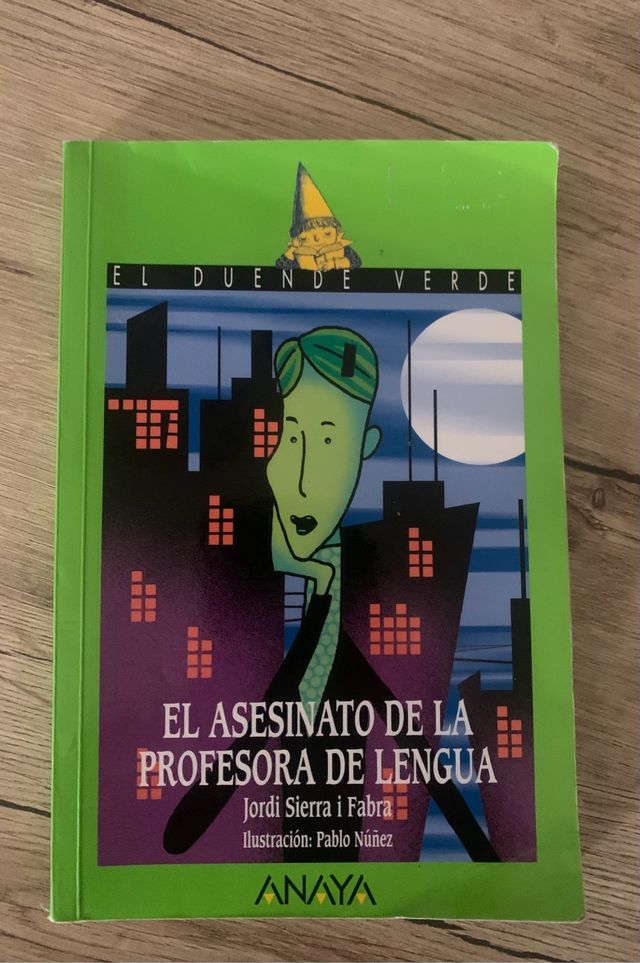 EL DUENDE VERDE
EL ASESINATO DE LA
PROFESORA DE LENGUA
Jordi Sierra i Fabra
Ilustración: Pablo Núñez
ANAYA